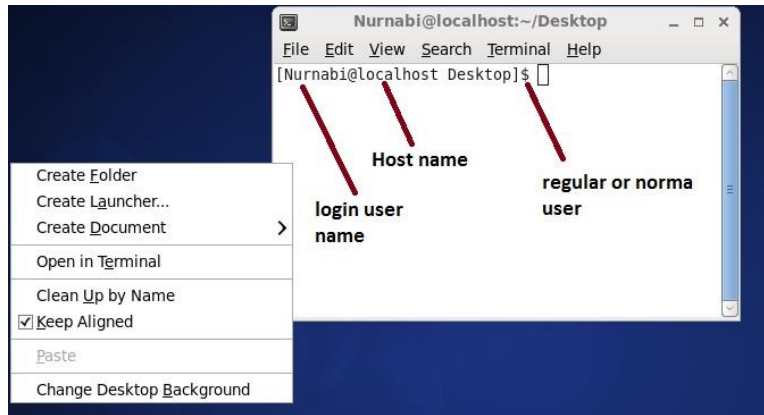 Nurnabi@localhost:~/Desktop
File Edit View Search Terminal Help
[Nurnabi@localhost Desktop]$
Host name
regular or norma
user
login user
name
Create Folder
Create Launcher...
Create Document
Open in Terminal
Clean Up by Name
Keep Aligned
Paste
Change Desktop Background